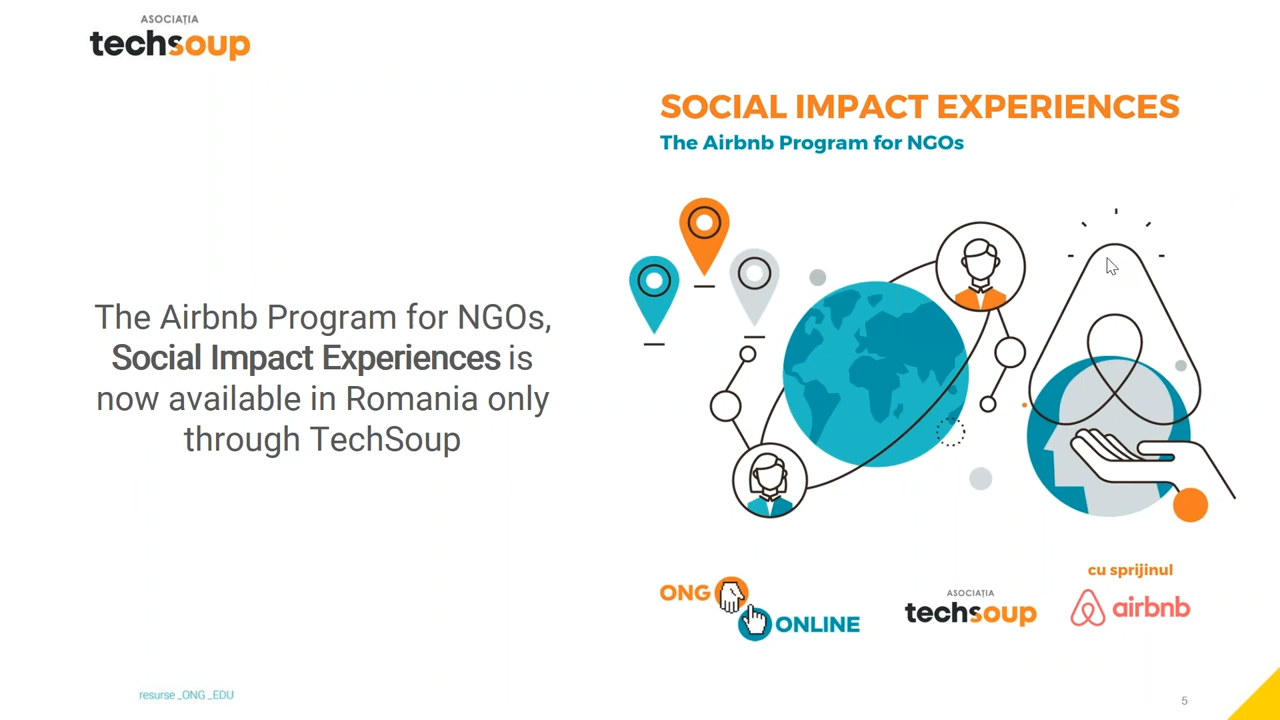 ASOCIAȚIA
techsoup
SOCIAL IMPACT EXPERIENCES
The Airbnb Program for NGOs
The Airbnb Program for NGOs,
Social Impact Experiences is
now available in Romania only
through TechSoup
cu sprijinul
ONG
ONLINE
ASOCIAȚIA
techsoup
airbnb
resurse_ONG_EDU
5